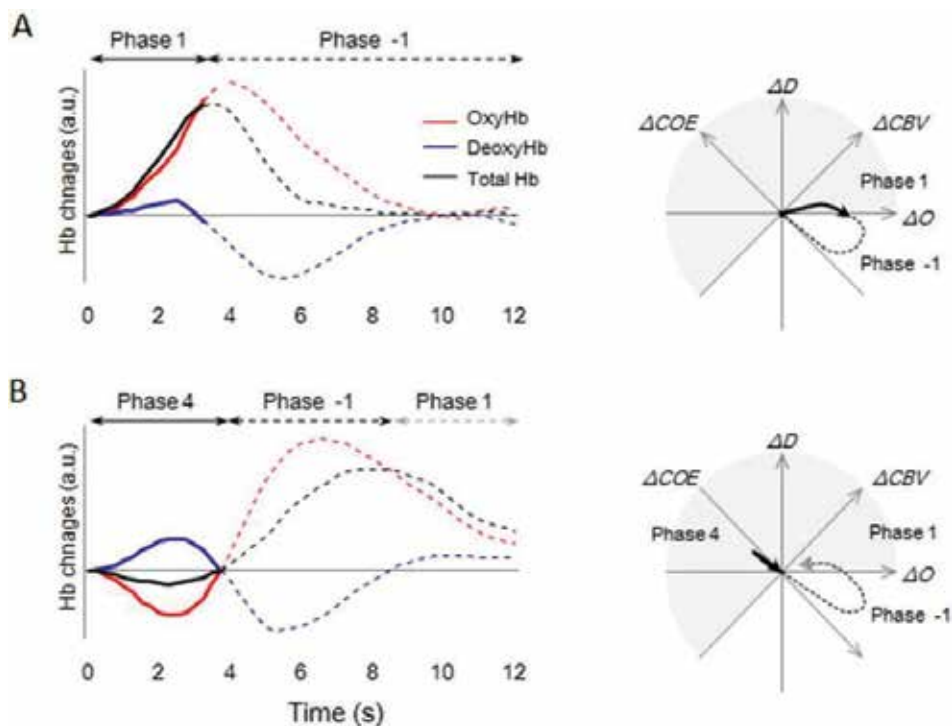 A
Phase 1
Phase -1
Hb chnages (a.u.)
OxyHb
DeoxyHb
Total Hb
0 2 4 6 8 10 12
ΔD
ΔCOE
ΔCBV
Phase 1
ΔO
Phase -1
B
Phase 4
Phase -1
Phase 1
Hb chnages (a.u.)
0 2 4 6 8 10 12
Time (s)
ΔD
ΔCOE
ΔCBV
Phase 4
Phase 1
ΔO
Phase -1